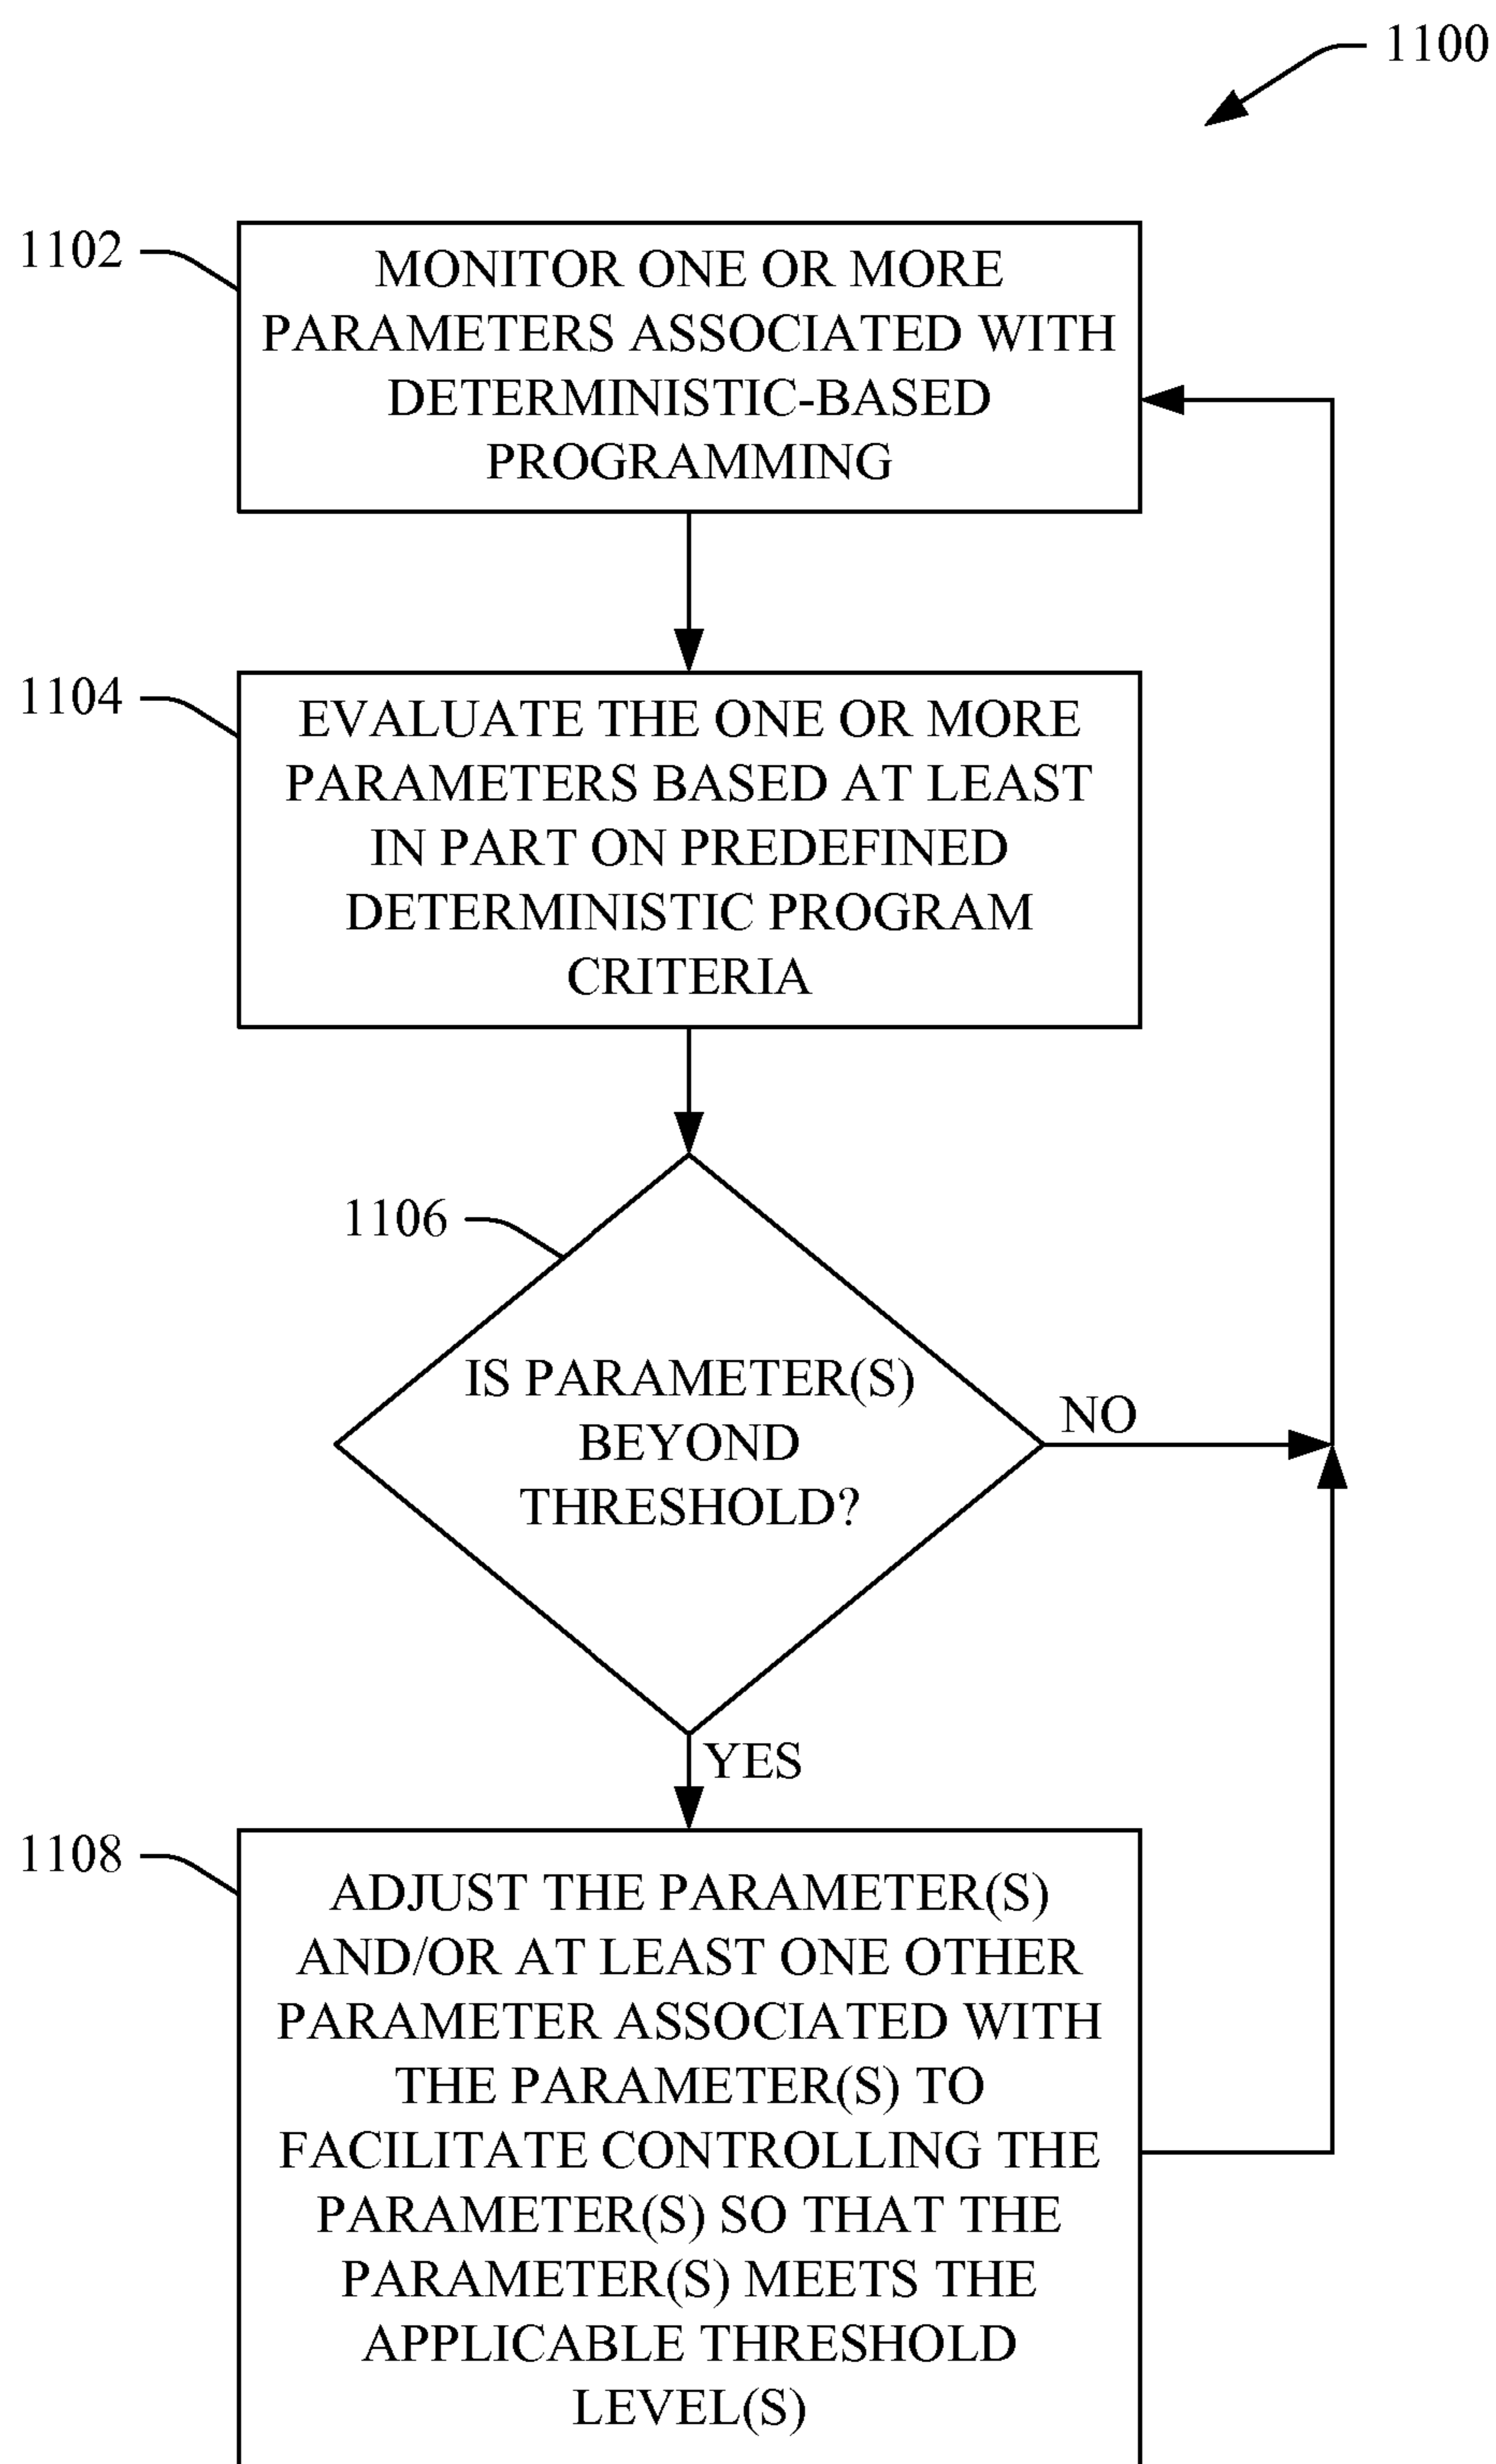 1100
1102
MONITOR ONE OR MORE
PARAMETERS ASSOCIATED WITH
DETERMINISTIC-BASED
PROGRAMMING
1104
EVALUATE THE ONE OR MORE
PARAMETERS BASED AT LEAST
IN PART ON PREDEFINED
DETERMINISTIC PROGRAM
CRITERIA
1106
IS PARAMETER(S)
BEYOND
THRESHOLD?
NO
YES
1108
ADJUST THE PARAMETER(S)
AND/OR AT LEAST ONE OTHER
PARAMETER ASSOCIATED WITH
THE PARAMETER(S) TO
FACILITATE CONTROLLING THE
PARAMETER(S) SO THAT THE
PARAMETER(S) MEETS THE
APPLICABLE THRESHOLD
LEVEL(S)